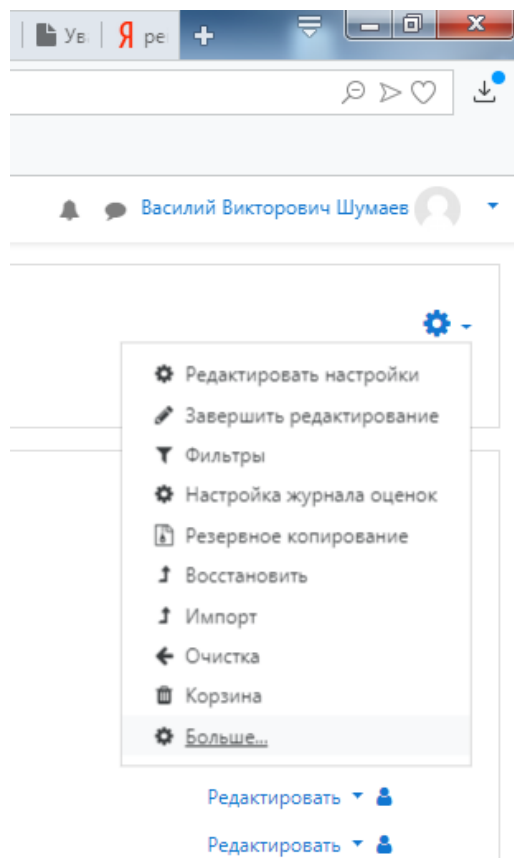 Ув. Я ре
Василий Викторович Шумаев
Редактировать настройки
Завершить редактирование
Фильтры
Настройка журнала оценок
Резервное копирование
Восстановить
Импорт
Очистка
Корзина
Больше...
Редактировать
Редактировать